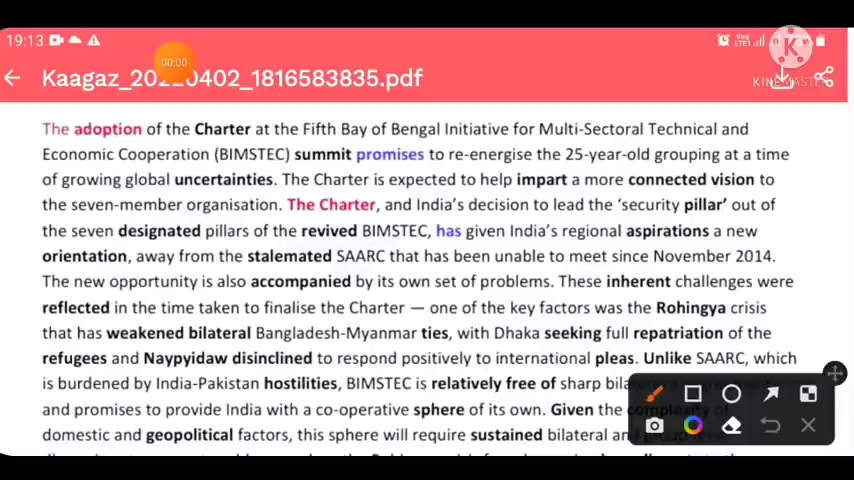 19:13
00:00
Kaagaz_20220402_1816583835.pdf
KINEMASTER
The adoption of the Charter at the Fifth Bay of Bengal Initiative for Multi-Sectoral Technical and
Economic Cooperation (BIMSTEC) summit promises to re-energise the 25-year-old grouping at a time
of growing global uncertainties. The Charter is expected to help impart a more connected vision to
the seven-member organisation. The Charter, and India's decision to lead the 'security pillar' out of
the seven designated pillars of the revived BIMSTEC, has given India's regional aspirations a new
orientation, away from the stalemated SAARC that has been unable to meet since November 2014.
The new opportunity is also accompanied by its own set of problems. These inherent challenges were
reflected in the time taken to finalise the Charter — one of the key factors was the Rohingya crisis
that has weakened bilateral Bangladesh-Myanmar ties, with Dhaka seeking full repatriation of the
refugees and Naypyidaw disinclined to respond positively to international pleas. Unlike SAARC, which
is burdened by India-Pakistan hostilities, BIMSTEC is relatively free of sharp
and promises to provide India with a co-operative sphere of its own. Given the complexity of
domestic and geopolitical factors, this sphere will require sustained bilateral